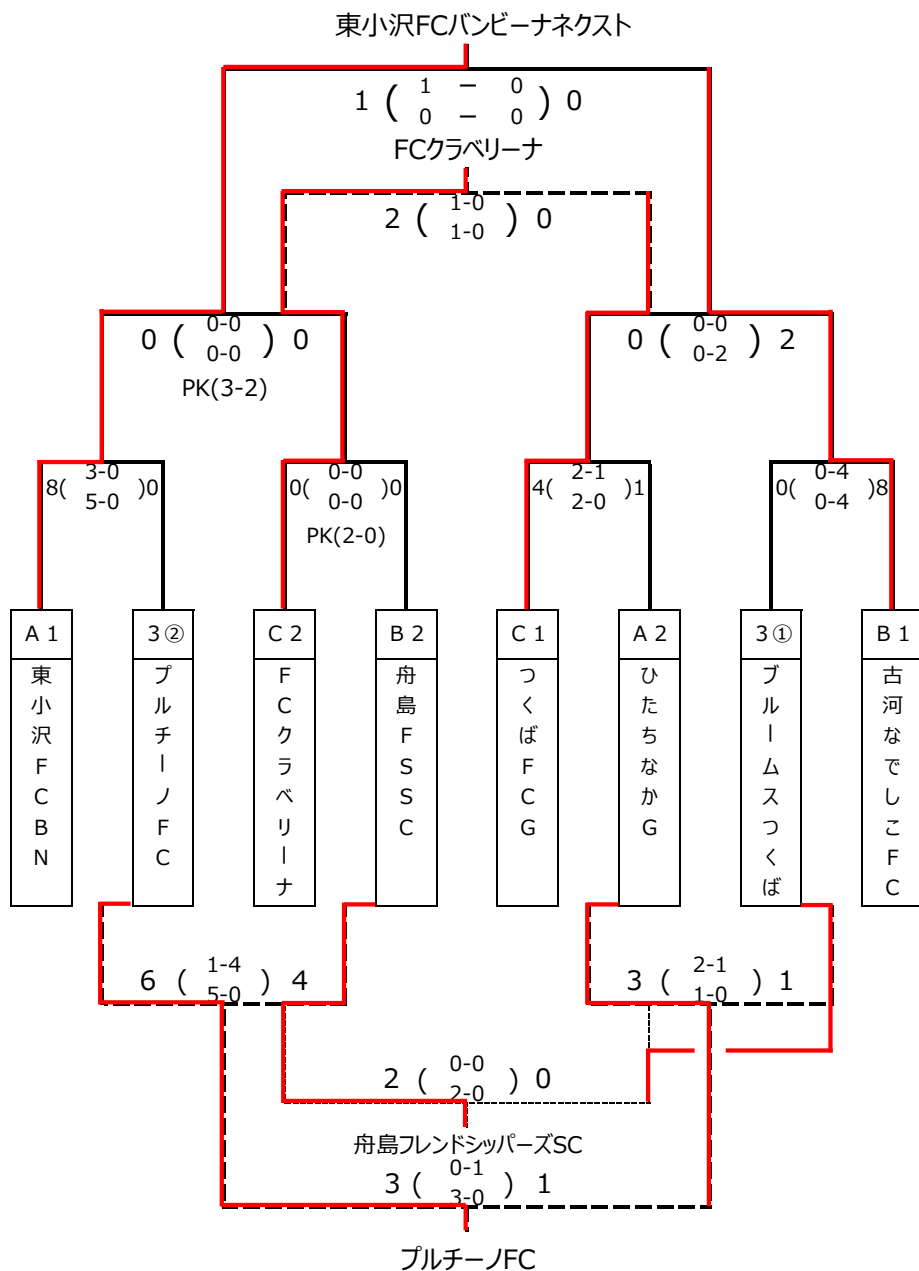 東小沢FCバンビーナネクスト
1 ( 1 － 0 ) 0
0 － 0
FCクラベリーナ
2 ( 1-0 ) 0
1-0
0 ( 0-0 ) 0
0-0
PK(3-2)
0 ( 0-0 ) 2
0-2
8( 3-0 )0
5-0
0( 0-0 )0
0-0
PK(2-0)
4( 2-1 )1
2-0
0( 0-4 )8
0-4
A 1
3②
C 2
B 2
C 1
A 2
3①
B 1
東小沢FCBN
プルチーノFC
FCクラベリーナ
舟島FSSC
つくばFCG
ひたちなかG
ブルームスつくば
古河なでしこFC
6 ( 1-4 ) 4
5-0
3 ( 2-1 ) 1
1-0
2 ( 0-0 ) 0
2-0
舟島フレンドシッパーズSC
3 ( 0-1 ) 1
3-0
プルチーノFC